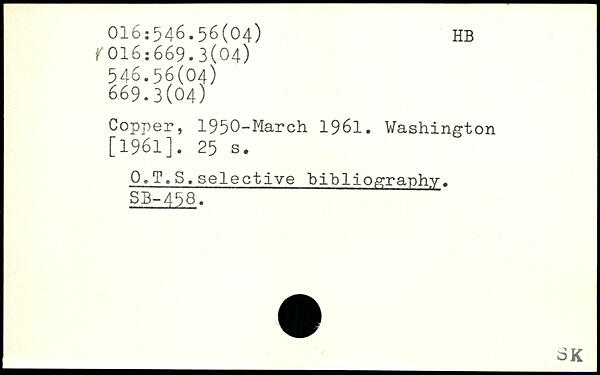 016:546.56(04)
HB
016:669.3(04)
546.56(04)
669.3(04)
Copper, 1950-March 1961. Washington
[1961]. 25 s.
O.T.S.selective bibliography.
SB-458.
SK